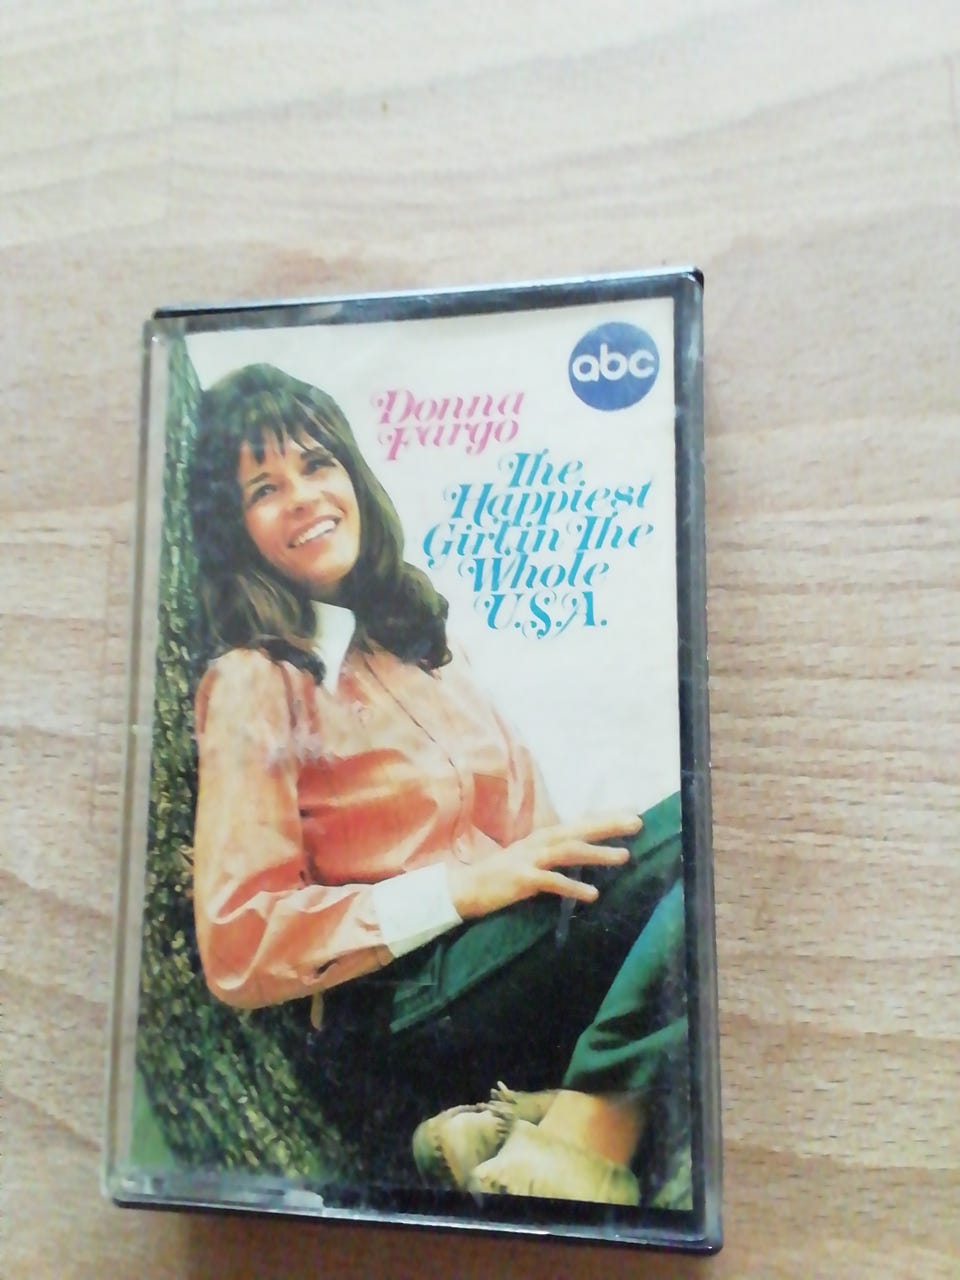 abc
Donna
Fargo
The
Happiest
Girl in The
Whole
U.S.A.